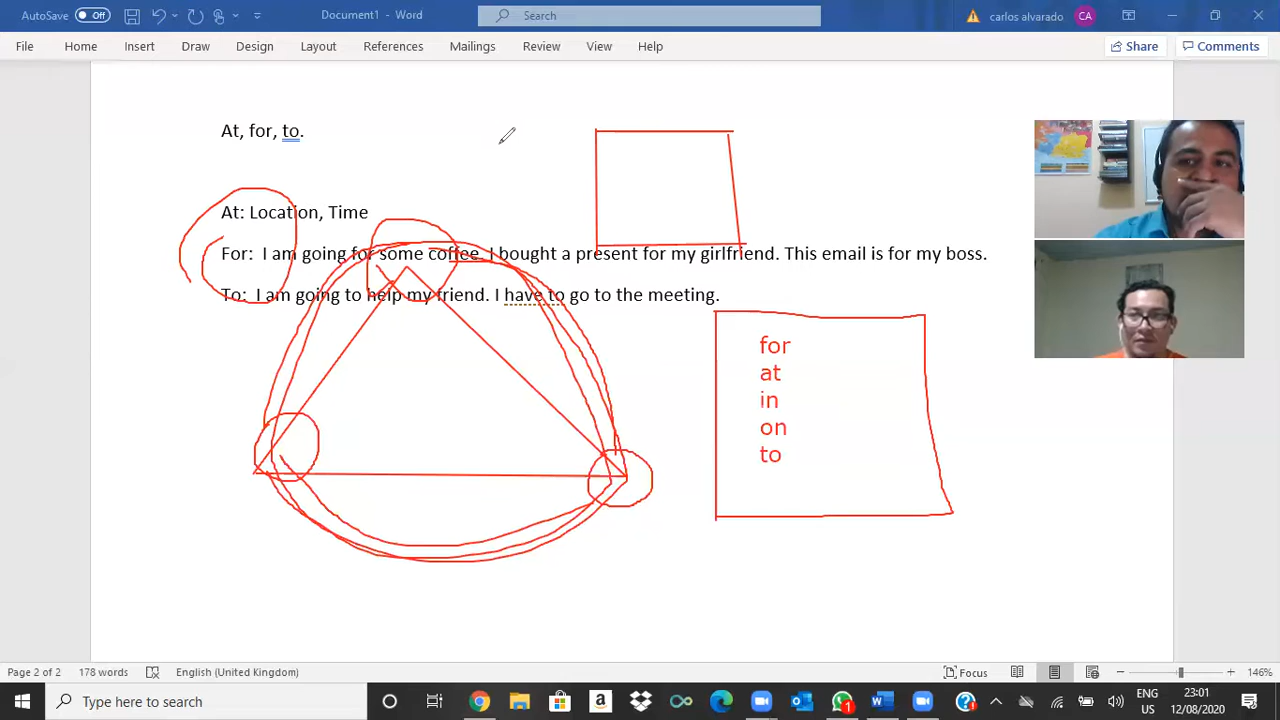 AutoSave Off Document1 - Word Search carlos alvarado CA
File Home Insert Draw Design Layout References Mailings Review View Help Share Comments
At, for, to.
At: Location, Time
For: I am going for some coffee. I bought a present for my girlfriend. This email is for my boss.
To: I am going to help my friend. I have to go to the meeting.
for
at
in
on
to
Page 2 of 2 178 words English (United Kingdom) Focus 146%
Type here to search 1 ENG 23:01
US 12/08/2020